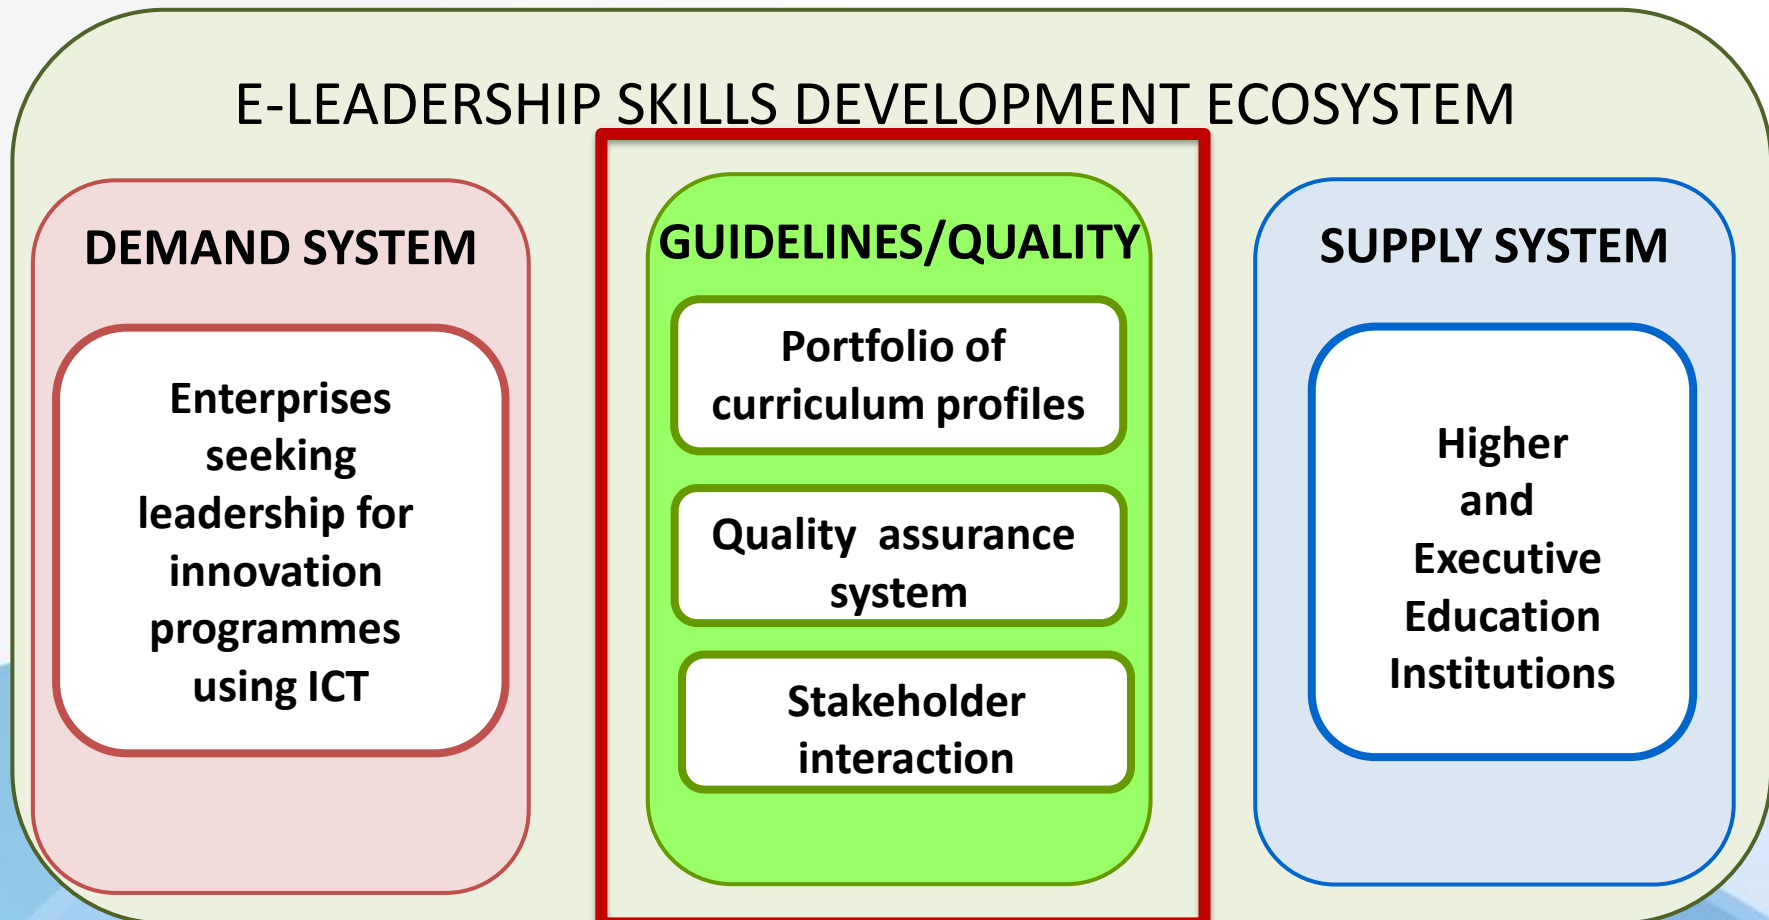 E-LEADERSHIP SKILLS DEVELOPMENT ECOSYSTEM
DEMAND SYSTEM
Enterprises
seeking
leadership for
innovation
programmes
using ICT
GUIDELINES/QUALITY
Portfolio of
curriculum profiles
Quality assurance
system
Stakeholder
interaction
SUPPLY SYSTEM
Higher
and
Executive
Education
Institutions